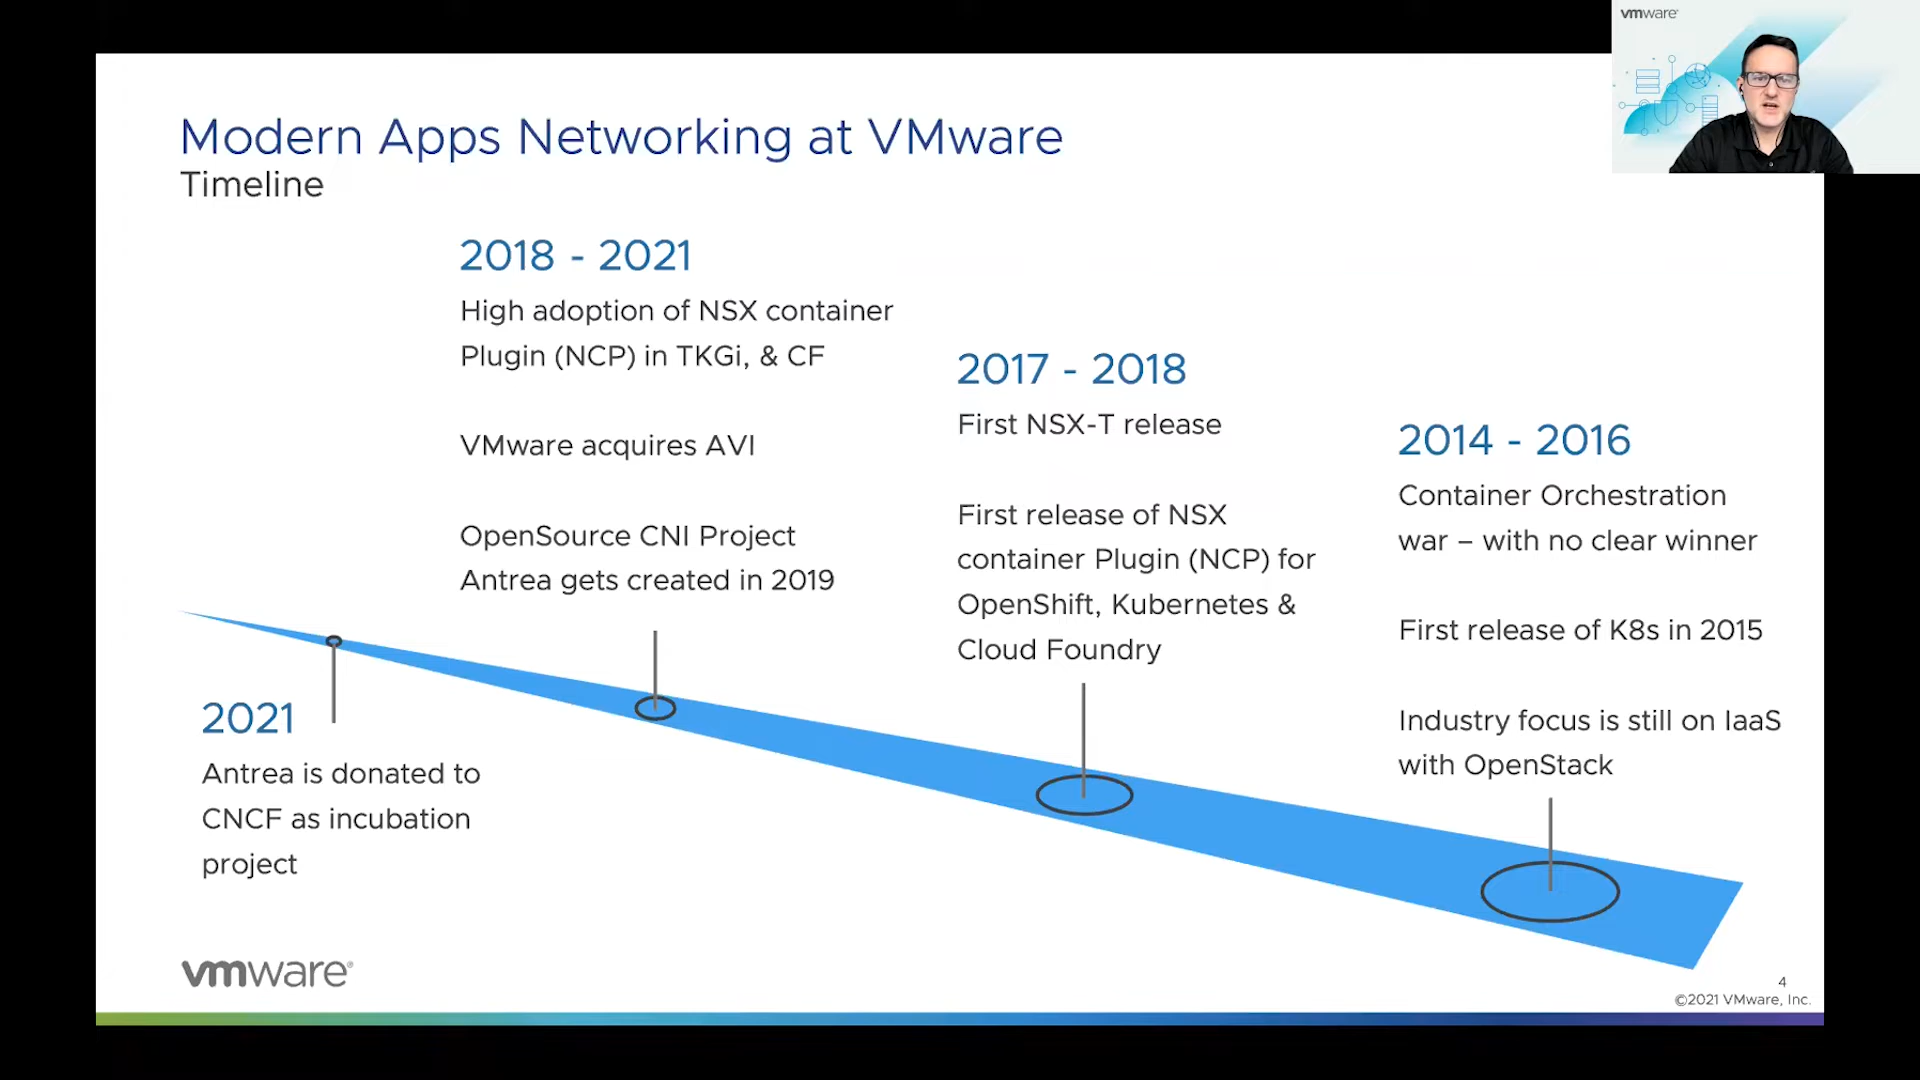 vmware
Modern Apps Networking at VMware
Timeline
2018 - 2021
High adoption of NSX container
Plugin (NCP) in TKGi, & CF
VMware acquires AVI
OpenSource CNI Project
Antrea gets created in 2019
2017 - 2018
First NSX-T release
First release of NSX
container Plugin (NCP) for
OpenShift, Kubernetes &
Cloud Foundry
2014 - 2016
Container Orchestration
war – with no clear winner
First release of K8s in 2015
Industry focus is still on IaaS
with OpenStack
2021
Antrea is donated to
CNCF as incubation
project
vmware®
4
©2021 VMware, Inc.